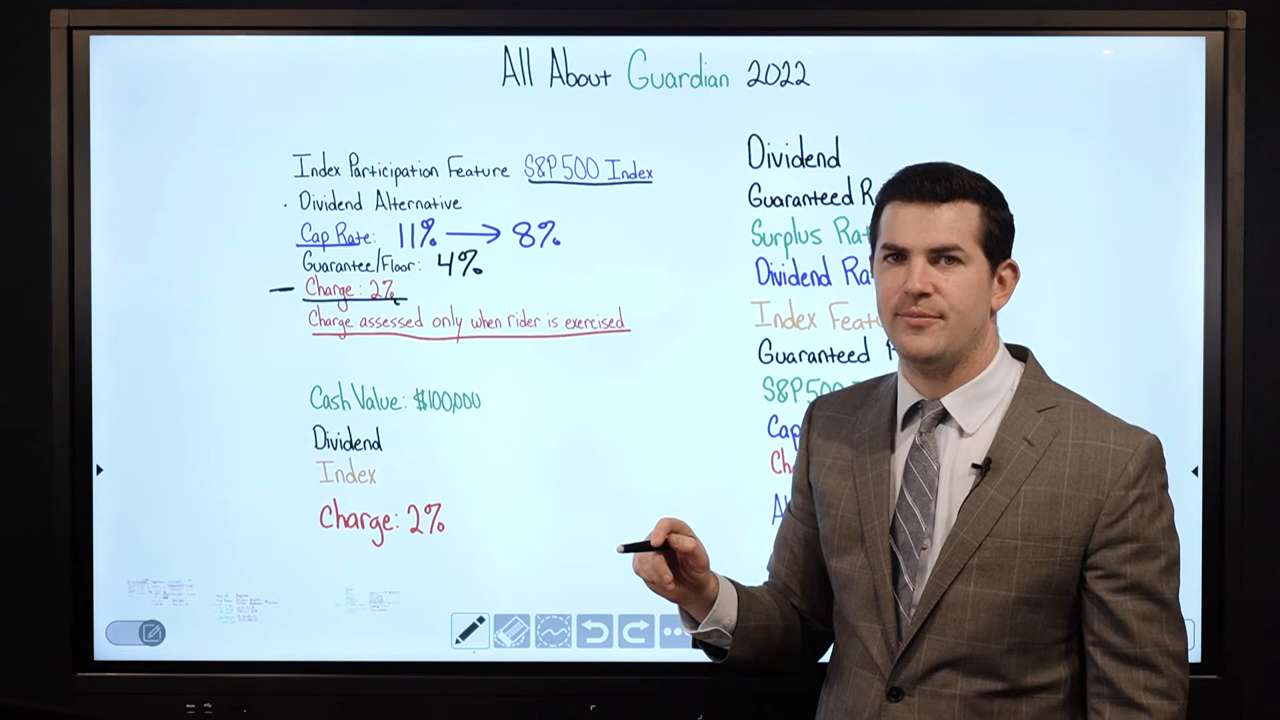 All About Guardian 2022
Index Participation Feature S&P 500 Index
· Dividend Alternative
Cap Rate: 11% → 8%
Guarantee/Floor: 4%
— Charge: 2%
Charge assessed only when rider is exercised
Cash Value: $100,000
Dividend
Index
Charge: 2%
Dividend
Guaranteed R
Surplus Rat
Dividend Ra
Index Featu
Guaranteed
S&P 500
Cap
Ch